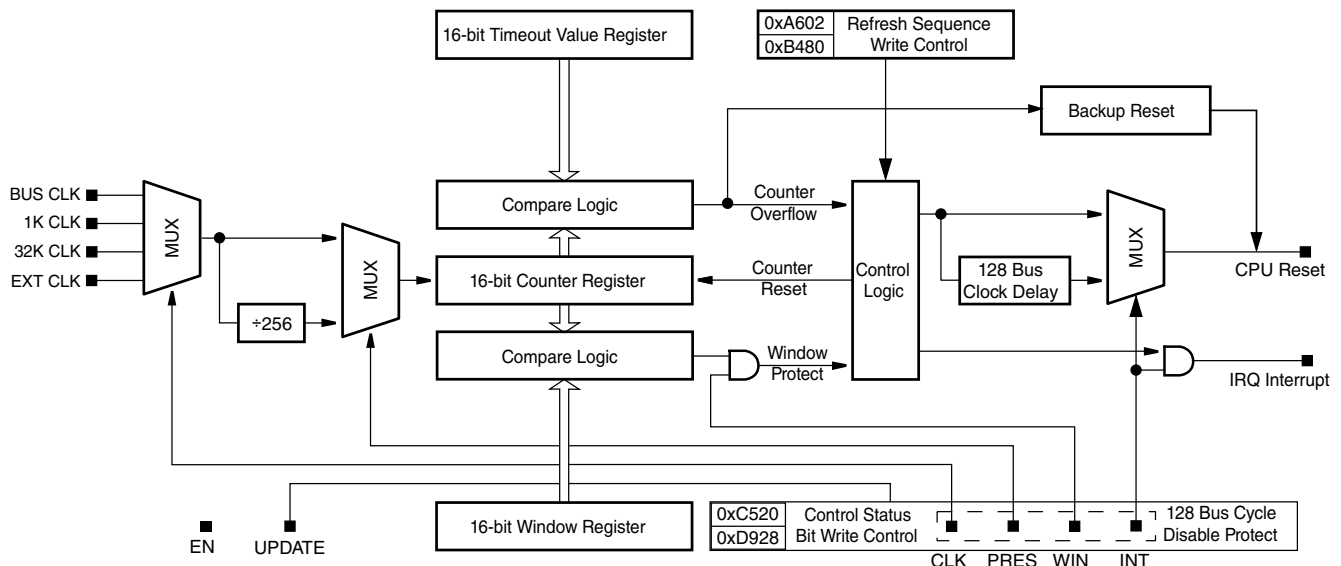 16-bit Timeout Value Register
0xA602
0xB480
Refresh Sequence
Write Control
Backup Reset
BUS CLK
1K CLK
32K CLK
EXT CLK
MUX
÷256
MUX
Compare Logic
16-bit Counter Register
Compare Logic
Counter
Overflow
Counter
Reset
Window
Protect
Control
Logic
128 Bus
Clock Delay
MUX
CPU Reset
IRQ Interrupt
16-bit Window Register
EN
UPDATE
0xC520
0xD928
Control Status
Bit Write Control
128 Bus Cycle
Disable Protect
CLK
PRES
WIN
INT